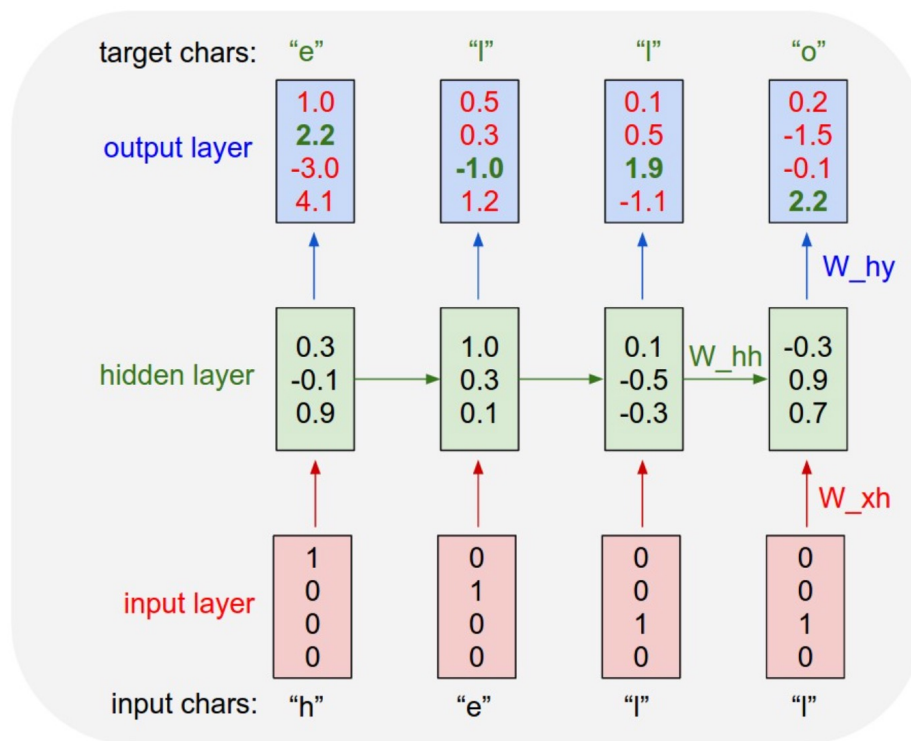 target chars: “e” “l” “l” “o”
1.0 0.5 0.1 0.2
2.2 0.3 0.5 -1.5
output layer
-3.0 -1.0 1.9 -0.1
4.1 1.2 -1.1 2.2
W_hy
0.3 1.0 0.1 -0.3
W_hh
hidden layer -0.1 0.3 -0.5 0.9
0.9 0.1 -0.3 0.7
W_xh
1 0 0 0
0 1 0 0
input layer
0 0 1 1
0 0 0 0
input chars: “h” “e” “l” “l”